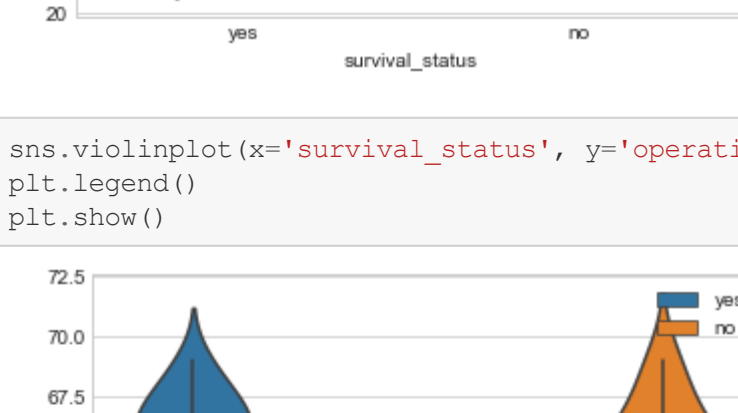 20
yes no
survival_status
sns.violinplot(x='survival_status', y='operati
plt.legend()
plt.show()
72.5
yes
70.0
no
67.5